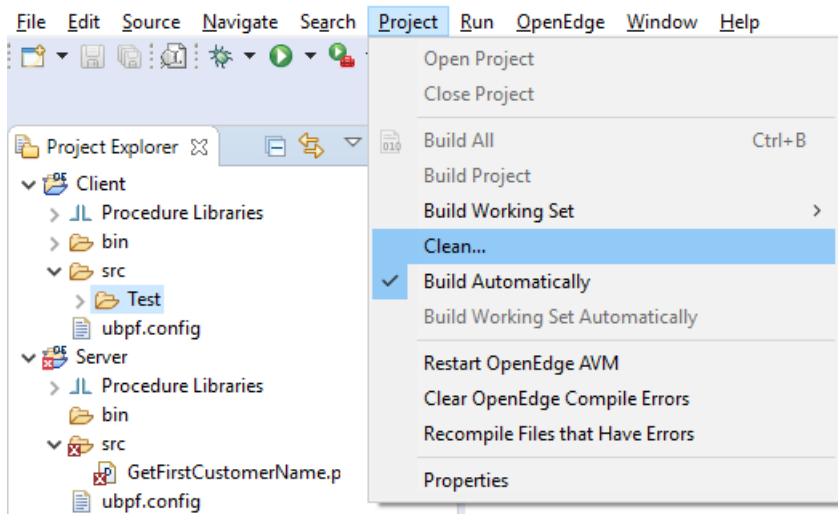 File Edit Source Navigate Search Project Run OpenEdge Window Help
Project Explorer
Client
Procedure Libraries
bin
src
Test
ubpf.config
Server
Procedure Libraries
bin
src
GetFirstCustomerName.p
ubpf.config
Open Project
Close Project
010
Build All Ctrl+B
Build Project
Build Working Set
Clean...
Build Automatically
Build Working Set Automatically
Restart OpenEdge AVM
Clear OpenEdge Compile Errors
Recompile Files that Have Errors
Properties